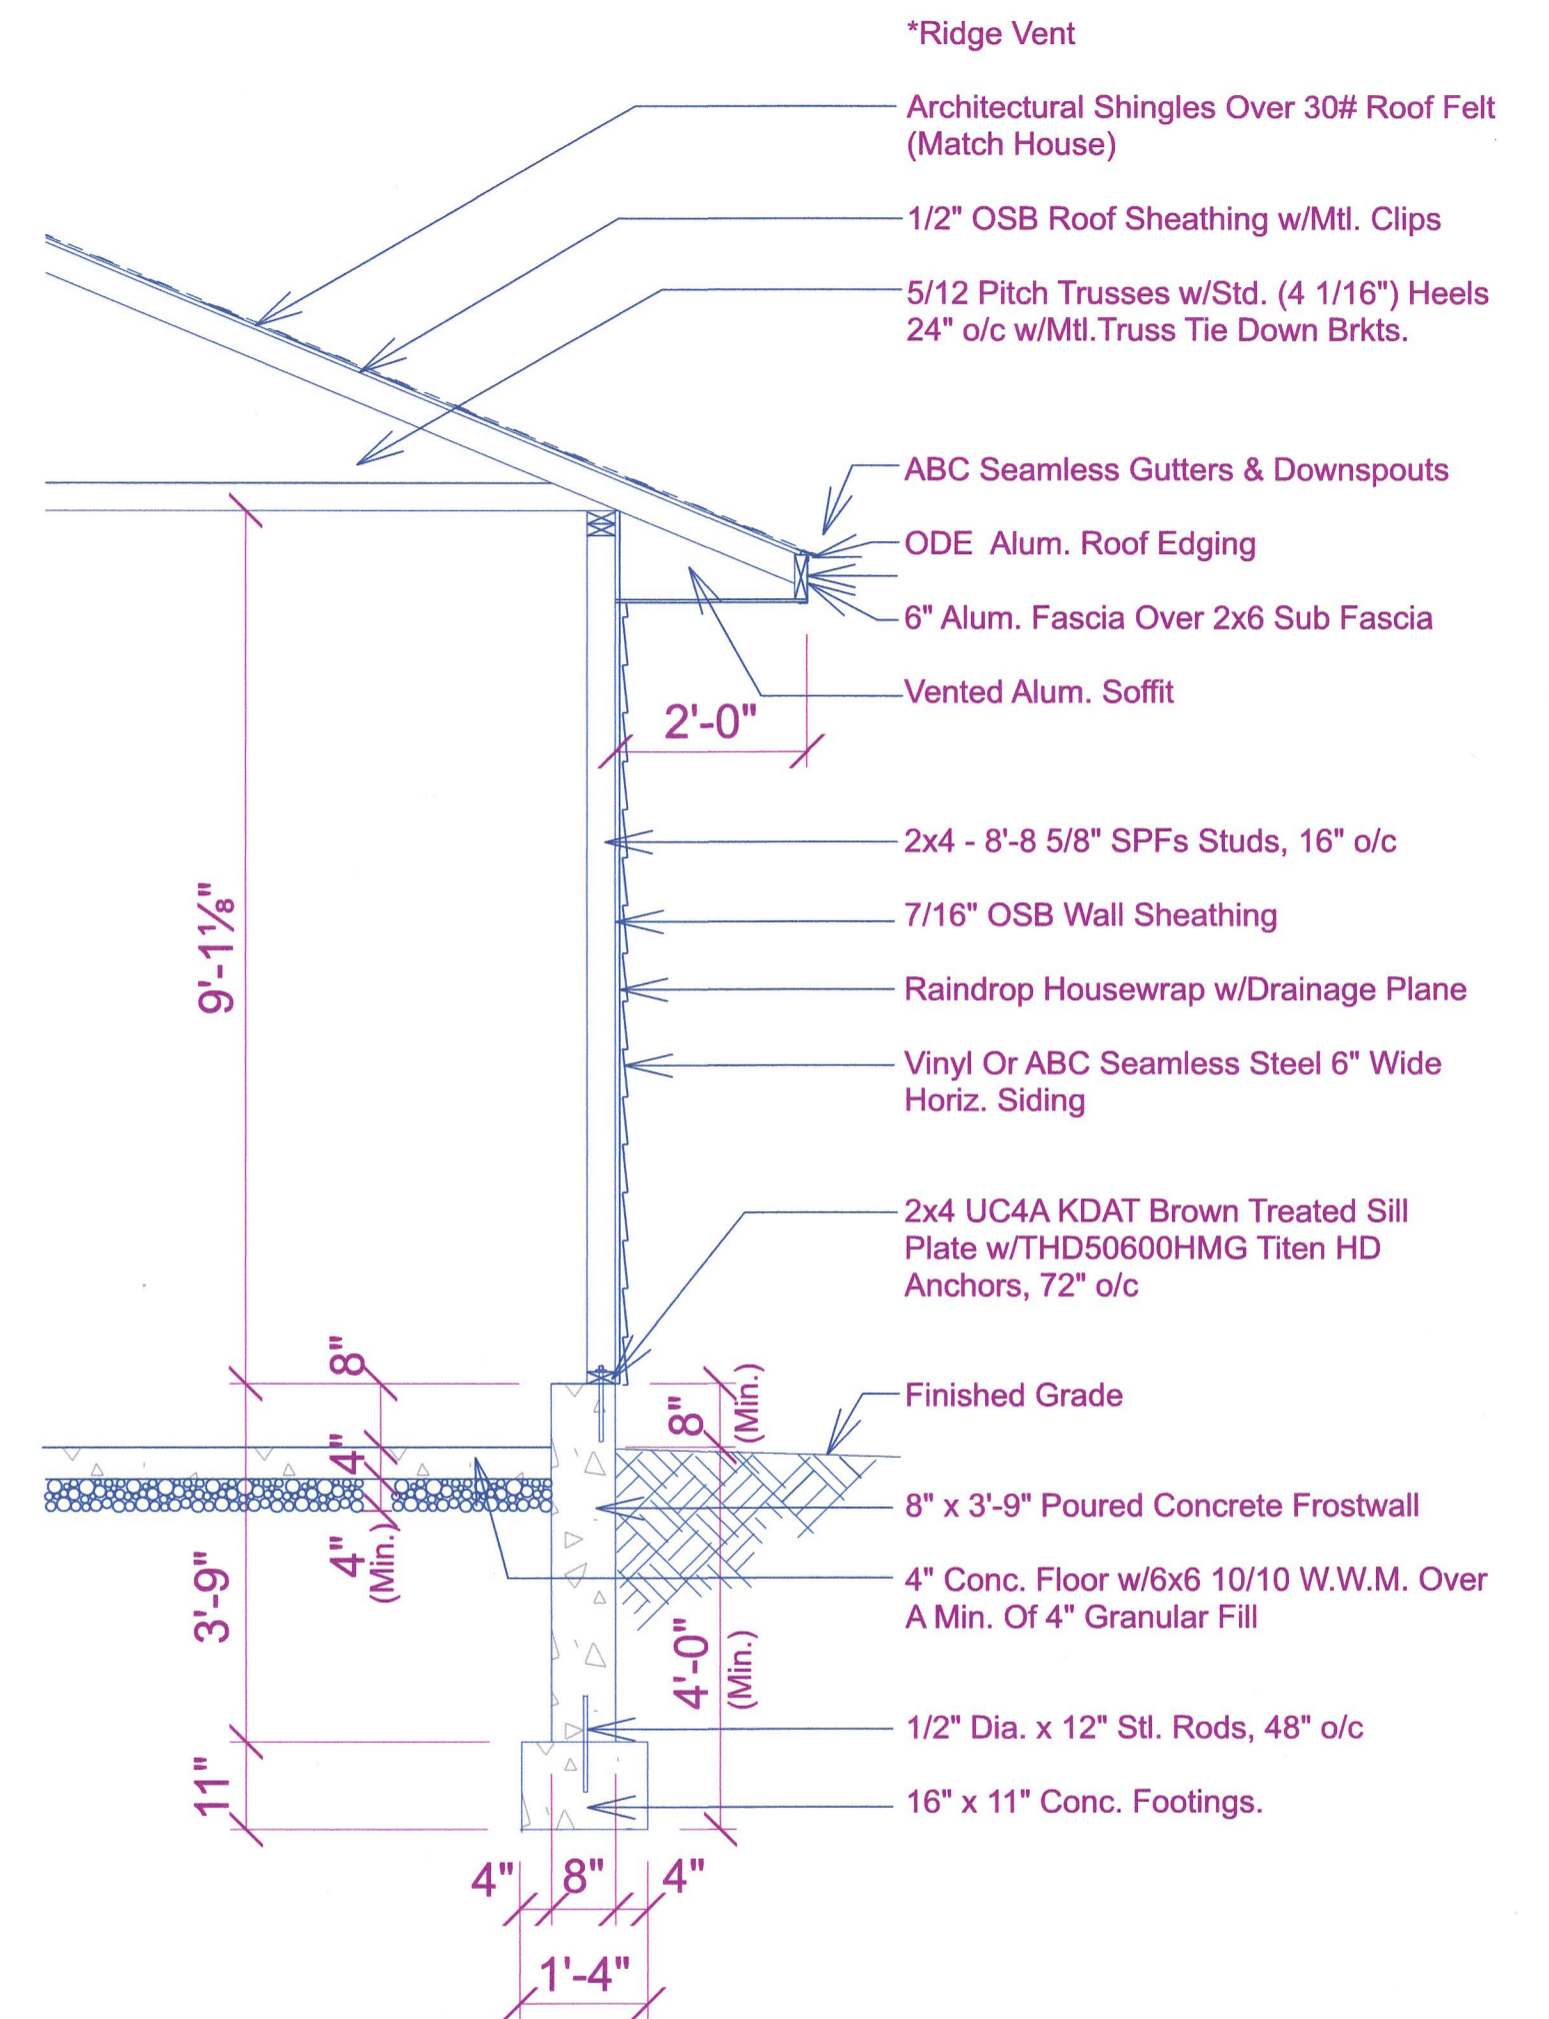 *Ridge Vent
Architectural Shingles Over 30# Roof Felt
(Match House)
1/2" OSB Roof Sheathing w/Mtl. Clips
5/12 Pitch Trusses w/Std. (4 1/16") Heels
24" o/c w/Mtl.Truss Tie Down Brkts.
ABC Seamless Gutters & Downspouts
ODE Alum. Roof Edging
6" Alum. Fascia Over 2x6 Sub Fascia
Vented Alum. Soffit
2'-0"
2x4 - 8'-8 5/8" SPFs Studs, 16" o/c
7/16" OSB Wall Sheathing
9'-1⅛"
Raindrop Housewrap w/Drainage Plane
Vinyl Or ABC Seamless Steel 6" Wide
Horiz. Siding
2x4 UC4A KDAT Brown Treated Sill
Plate w/THD50600HMG Titen HD
Anchors, 72" o/c
8"
8"
(Min.)
Finished Grade
4"
8" x 3'-9" Poured Concrete Frostwall
4"
(Min.)
3'-9"
4" Conc. Floor w/6x6 10/10 W.W.M. Over
A Min. Of 4" Granular Fill
4'-0"
(Min.)
1/2" Dia. x 12" Stl. Rods, 48" o/c
11"
16" x 11" Conc. Footings.
4"
8"
4"
1'-4"